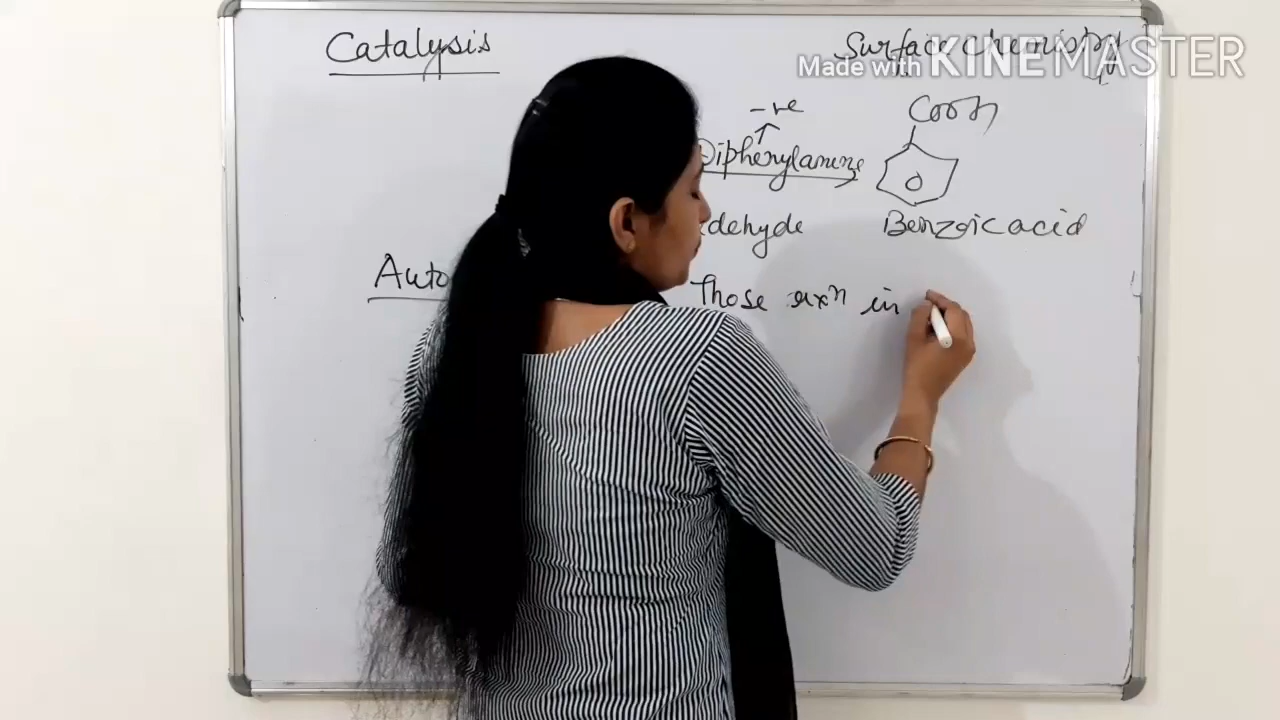 Catalysis
Surface Chemistry
Made with KINEMASTER
-ve
COOH
Diphenylamine
O
dehyde
Benzoic acid
Auto
Those rxn in